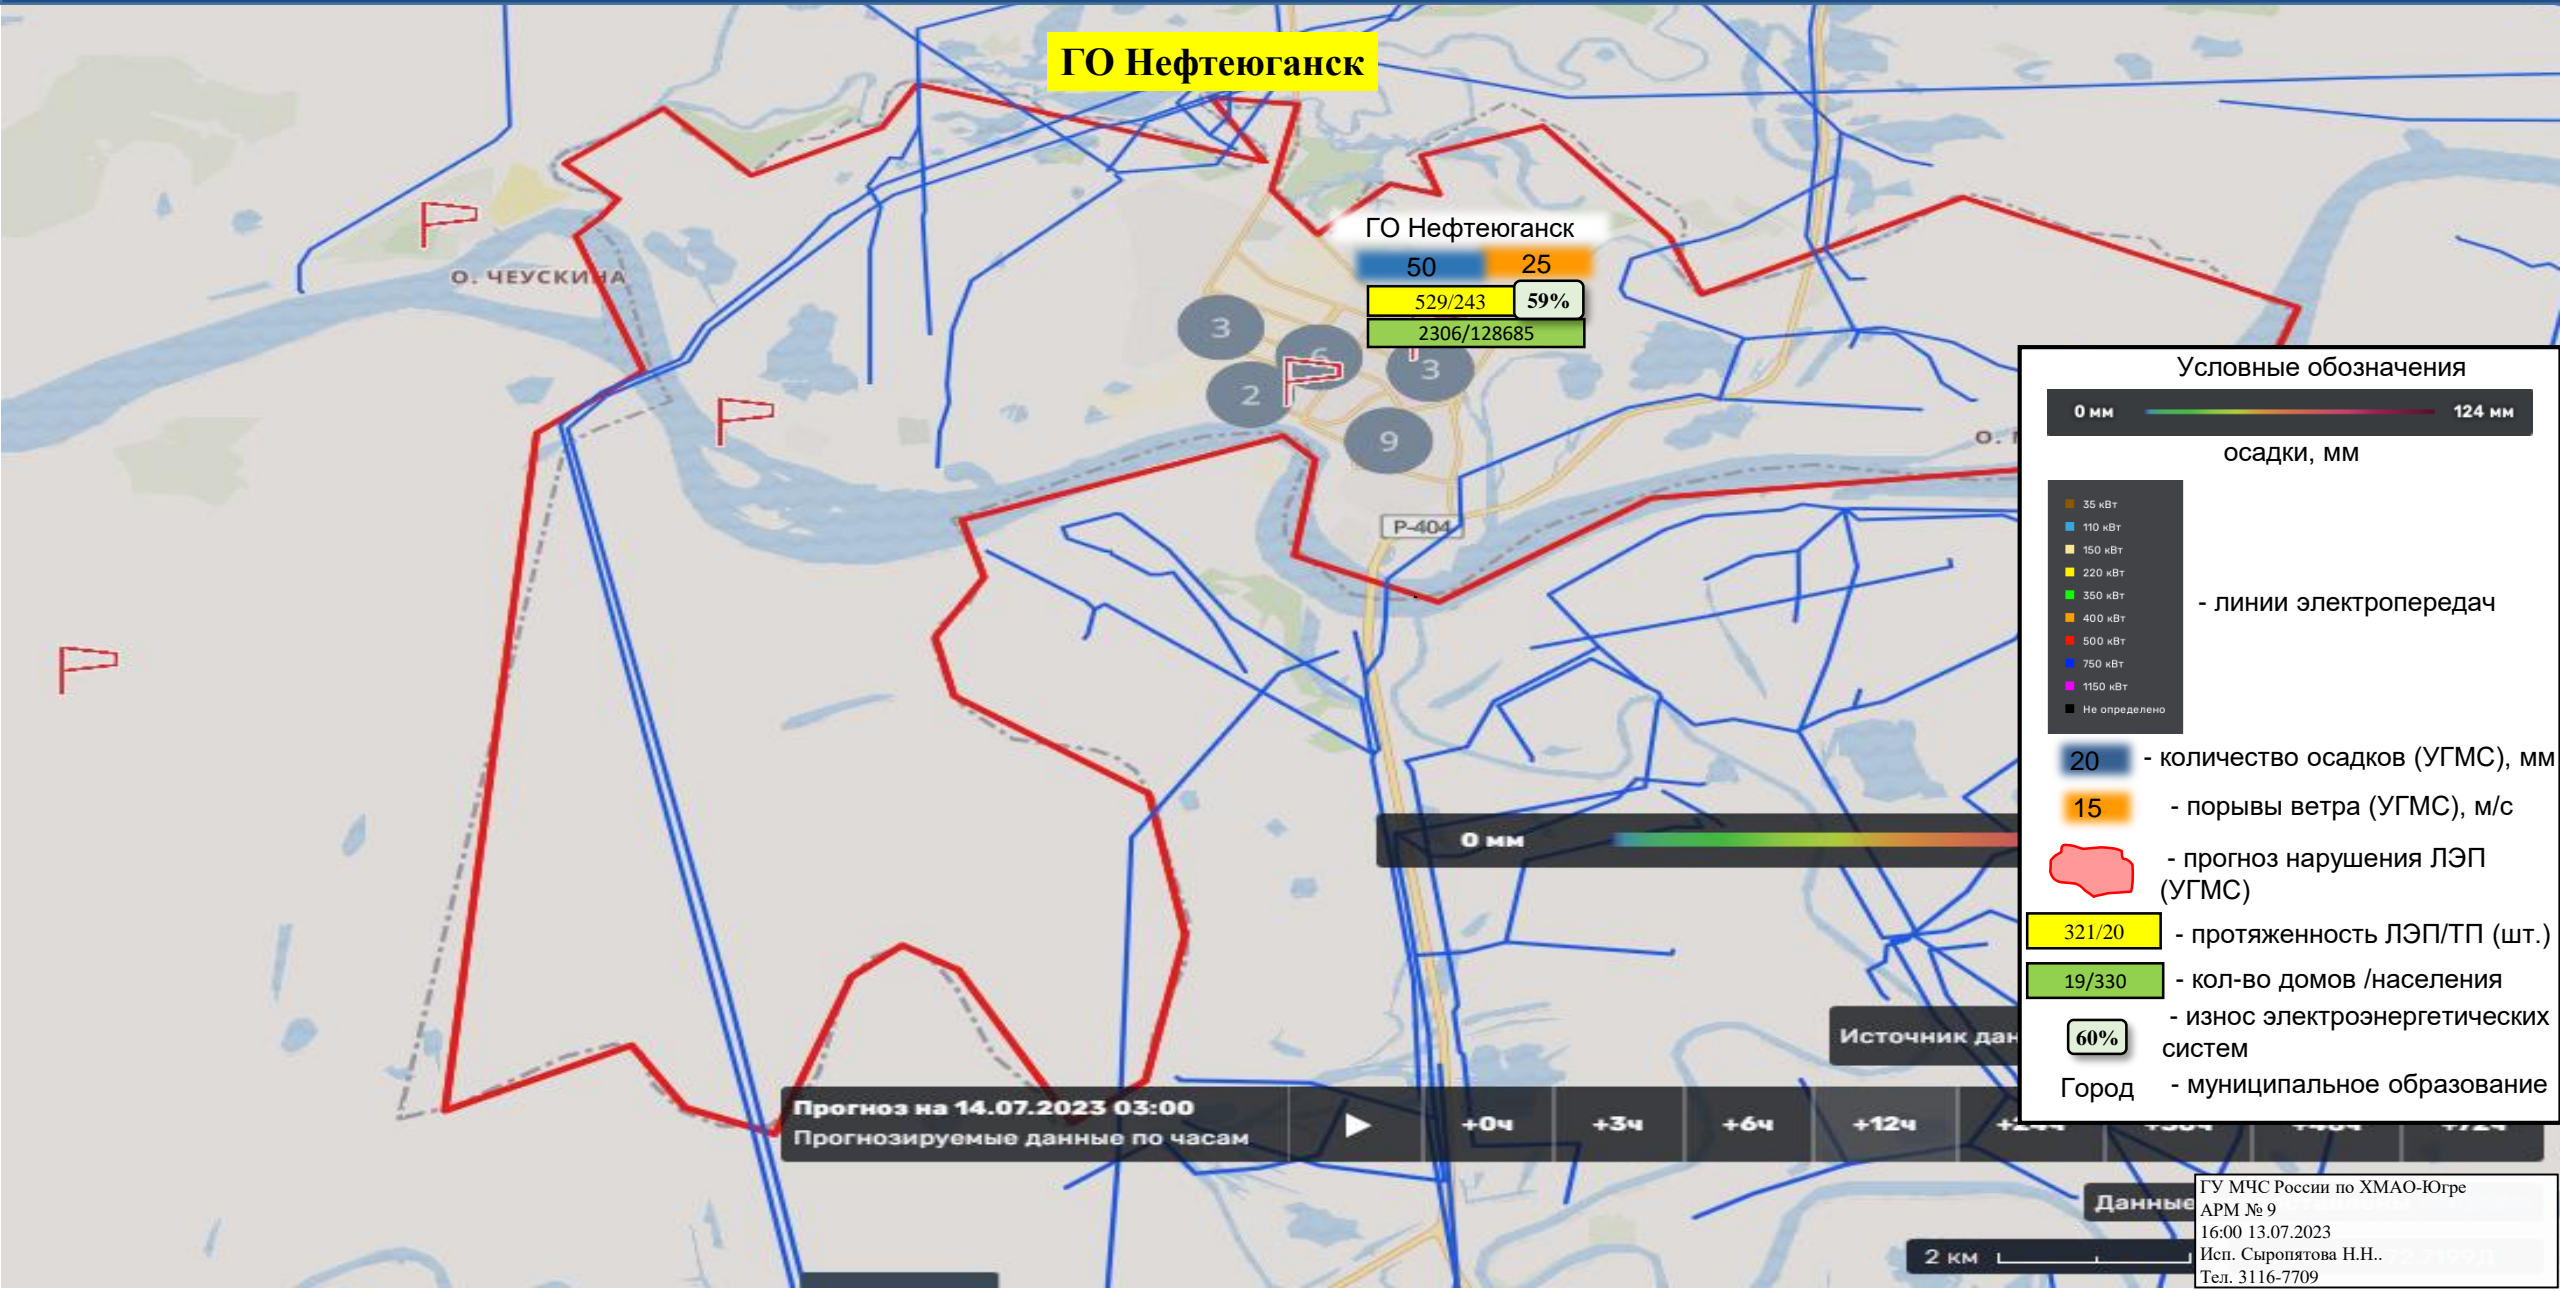 ГО Нефтеюганск
О. ЧЕУСКИНА
ГО Нефтеюганск
50 25
529/243 59%
2306/128685
3
6
3
2
9
Р-404
О.
0 мм
Источник дан
Прогноз на 14.07.2023 03:00
Прогнозируемые данные по часам
+0ч +3ч +6ч +12ч
Данные
2 км
Условные обозначения
0 мм 124 мм
осадки, мм
35 кВт
110 кВт
150 кВт
220 кВт
350 кВт
400 кВт
500 кВт
750 кВт
1150 кВт
Не определено
- линии электропередач
20 - количество осадков (УГМС), мм
15 - порывы ветра (УГМС), м/с
- прогноз нарушения ЛЭП
(УГМС)
321/20 - протяженность ЛЭП/ТП (шт.)
19/330 - кол-во домов /населения
- износ электроэнергетических
60% систем
Город - муниципальное образование
ГУ МЧС России по ХМАО-Югре
АРМ № 9
16:00 13.07.2023
Исп. Сыропятова Н.Н..
Тел. 3116-7709